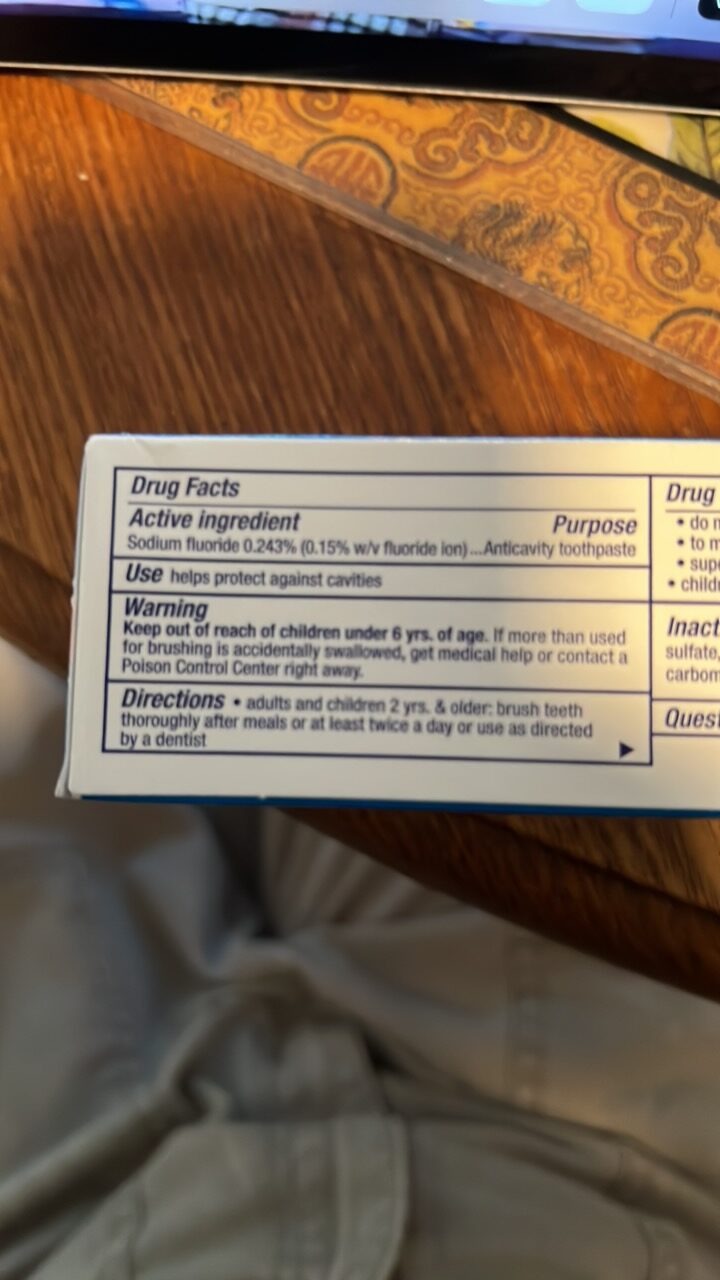 Drug Facts
Active ingredient Purpose
Sodium fluoride 0.243% (0.15% w/v fluoride ion)...Anticavity toothpaste
Use helps protect against cavities
Warning
Keep out of reach of children under 6 yrs. of age. If more than used
for brushing is accidentally swallowed, get medical help or contact a
Poison Control Center right away.
Directions • adults and children 2 yrs. & older: brush teeth
thoroughly after meals or at least twice a day or use as directed
by a dentist
Drug
• do
• to
•
•
sulfate,